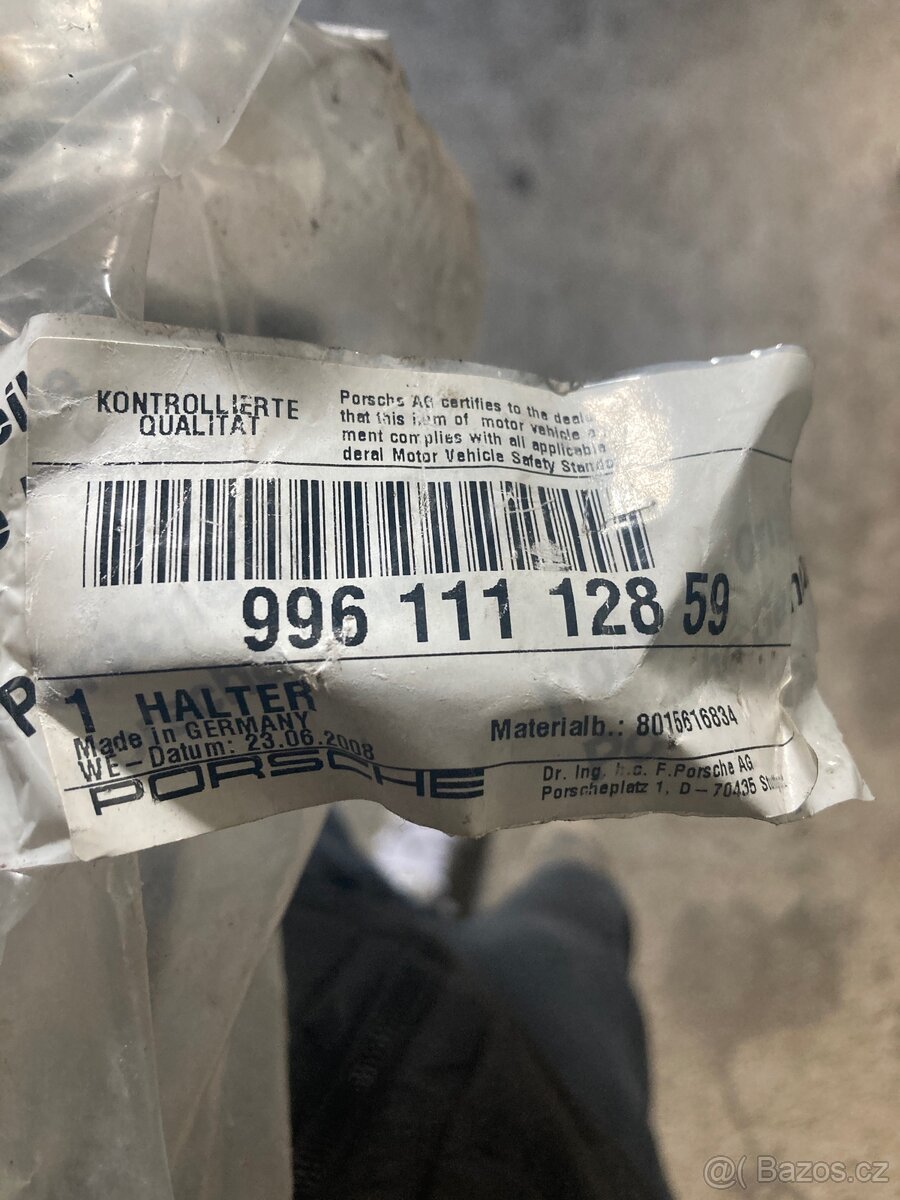 KONTROLLIERTE
QUALITÄT
Porsche AG certifies to the
that this item of motor vehicle
ment complies with all applicable
deral Motor Vehicle Safety
996 111 128 59
1 HALTER
Made in GERMANY
WE-Datum: 23.06.2008
Materialb.: 8015616834
PORSCHE
Dr. Ing. h.c. F.Porsche AG
Porscheplatz 1, D-70435
@( Bazos.cz